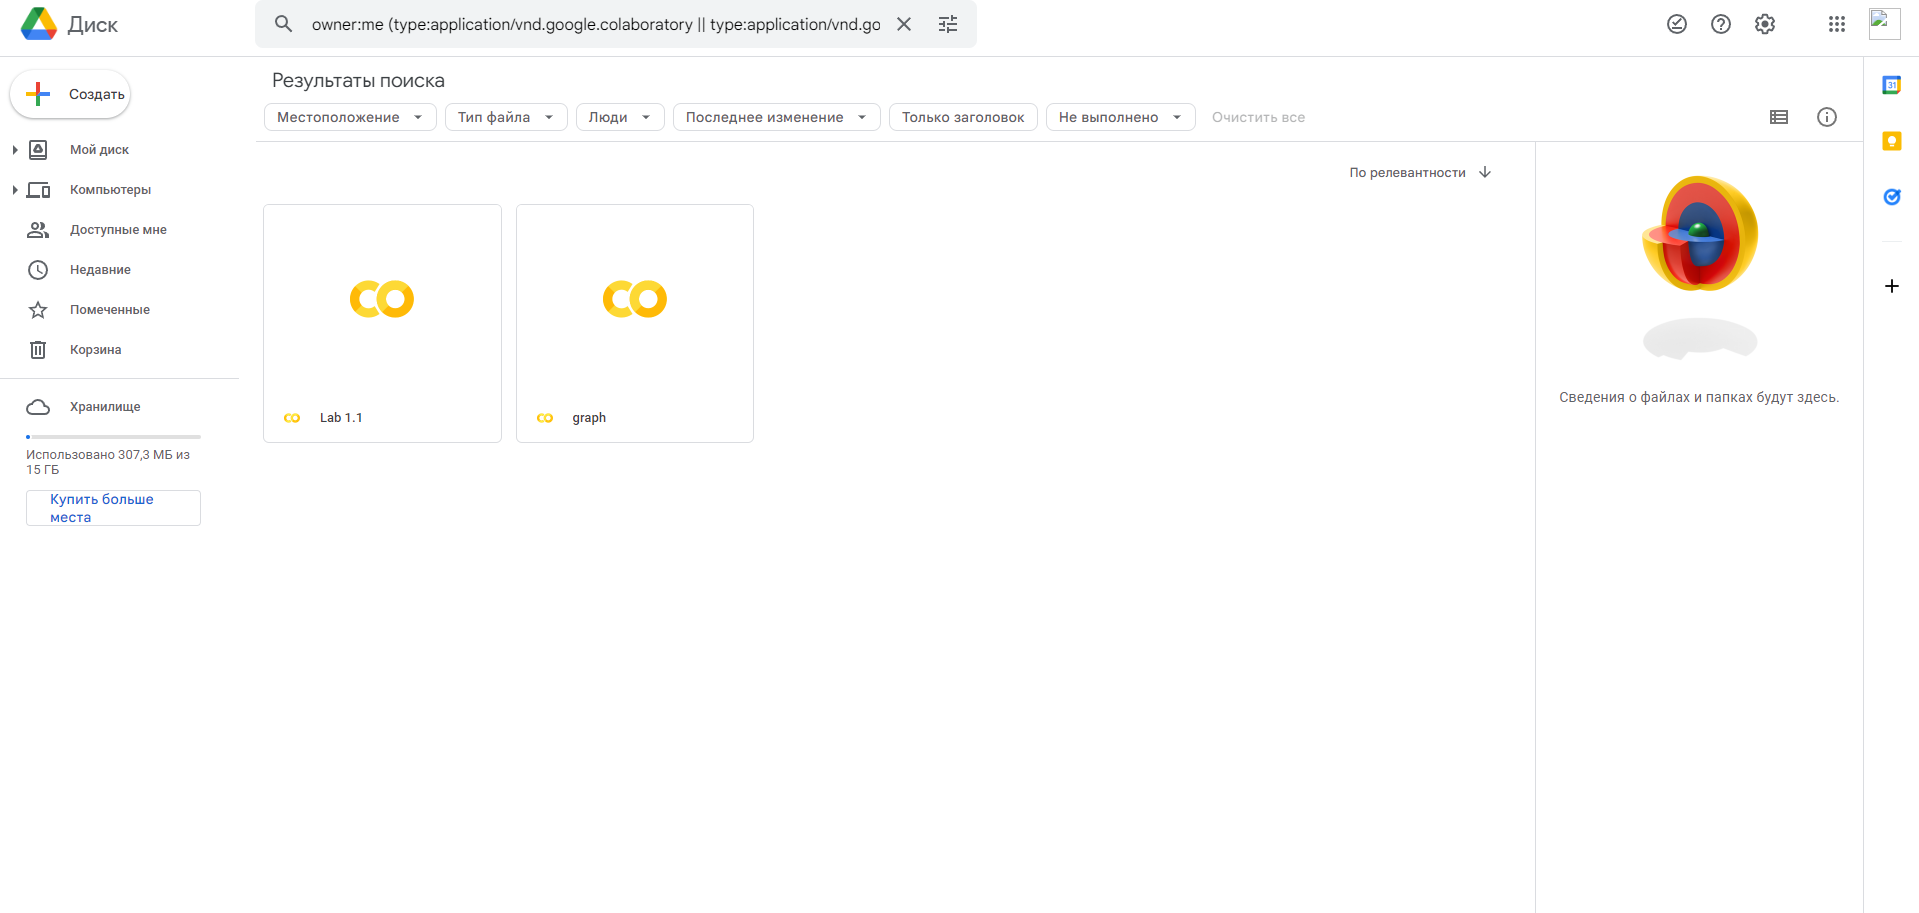 Диск
owner:me (type:application/vnd.google.colaboratory || type:application/vnd.go
Создать
Мой диск
Компьютеры
Доступные мне
Недавние
Помеченные
Корзина
Хранилище
Использовано 307,3 МБ из
15 ГБ
Купить больше
места
Результаты поиска
Местоположение
Тип файла
Люди
Последнее изменение
Только заголовок
Не выполнено
Очистить все
По релевантности
Lab 1.1
graph
Сведения о файлах и папках будут здесь.
31